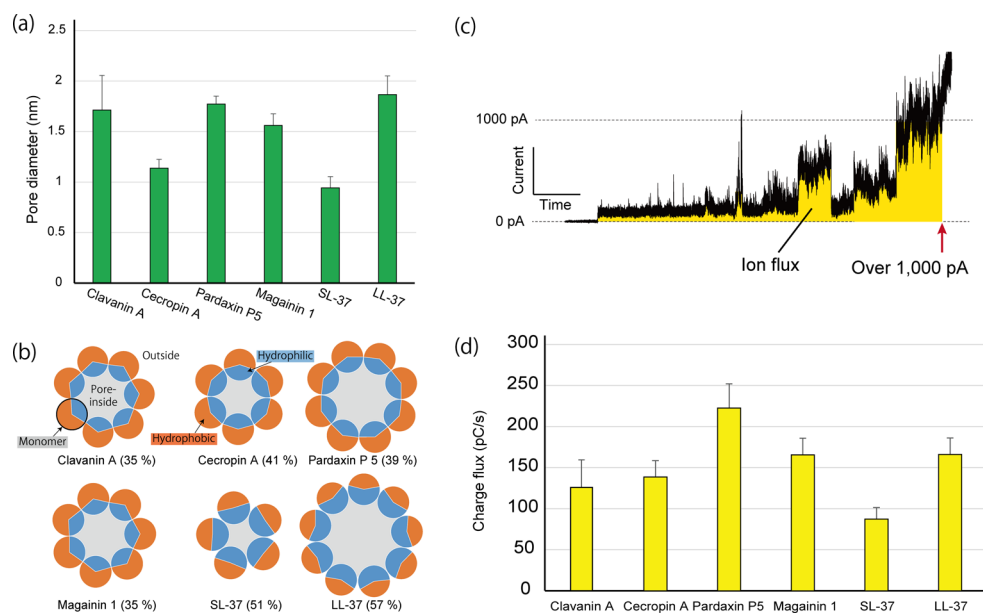 (a)
Pore diameter (nm)
2.5
2
1.5
1
0.5
0
Clavanin A
Cecropin A
Pardaxin P5
Magainin 1
SL-37
LL-37
(c)
1000 pA
Current
Time
0 pA
Ion flux
Over 1,000 pA
(b)
Outside
Hydrophilic
Pore-
inside
Monomer
Hydrophobic
Clavanin A (35 %)
Cecropin A (41 %)
Pardaxin P 5 (39 %)
Magainin 1 (35 %)
SL-37 (51 %)
LL-37 (57 %)
(d)
Charge flux (pC/s)
300
250
200
150
100
50
0
Clavanin A
Cecropin A
Pardaxin P5
Magainin 1
SL-37
LL-37